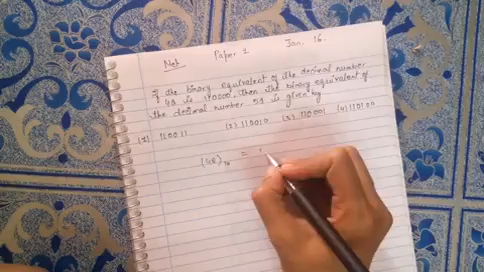 Net Paper 1 Jan. 16.
If the binary equivalent of the decimal number
48 is 110000, then the binary equivalent of
the decimal number 51 is given by
(1) 110011 (2) 110010 (3) 110001 (4) 110100
(48)₁₀ =